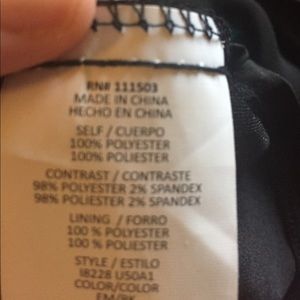 RN# 111503
MADE IN CHINA
HECHO EN CHINA
SELF / CUERPO
100% POLYESTER
100% POLIESTER
CONTRAST / CONTRASTE
98% POLYESTER 2% SPANDEX
98% POLIESTER 2% SPANDEX
LINING / FORRO
100 % POLYESTER
100 % POLIESTER
STYLE / ESTILO
I8228 U50A1
COLOR/COLOR